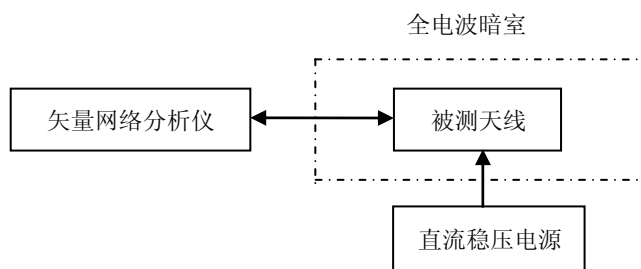 全电波暗室
矢量网络分析仪
被测天线
直流稳压电源